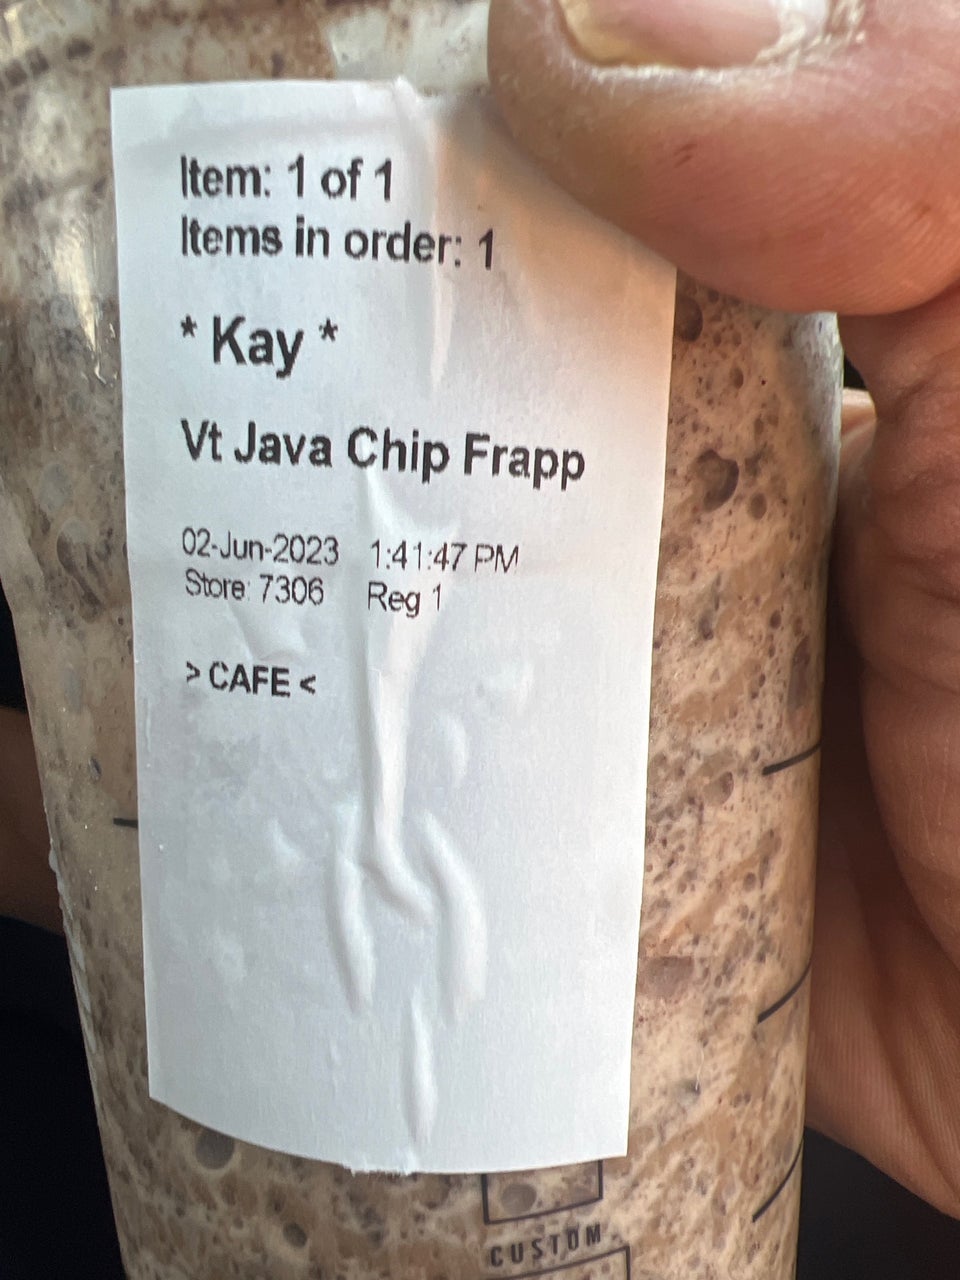 Item: 1 of 1
Items in order: 1
* Kay *
Vt Java Chip Frapp
02-Jun-2023 1:41:47 PM
Store: 7306 Reg 1
> CAFE <
CUSTOM